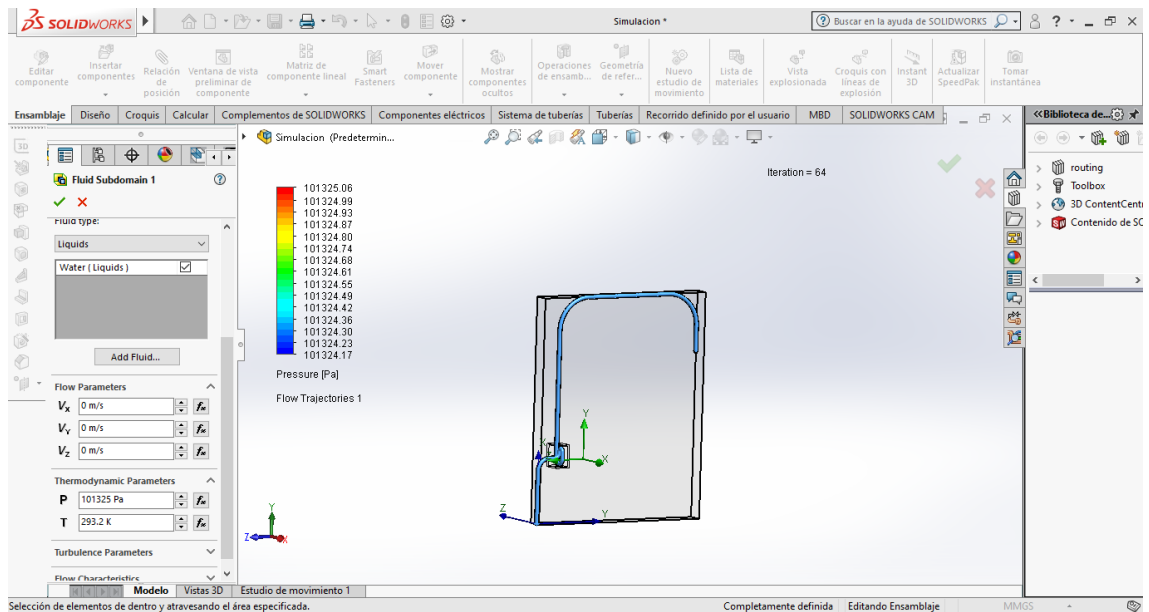 SOLIDWORKS
Simulacion *
Buscar en la ayuda de SOLIDWORKS
Editar componente
Insertar componentes
Relación de posición
Ventana de vista preliminar de componente
Matriz de componente lineal
Smart Fasteners
Mover componente
Mostrar componentes ocultos
Operaciones de ensamb...
Geometría de refer...
Nuevo estudio de movimiento
Lista de materiales
Vista explosionada
Croquis con líneas de explosión
Instant 3D
Actualizar SpeedPak
Tomar instantánea
Ensamblaje Diseño Croquis Calcular Complementos de SOLIDWORKS Componentes eléctricos Sistema de tuberías Tuberías Recorrido definido por el usuario MBD SOLIDWORKS CAM
«Biblioteca de...
Simulacion (Predetermin...
Fluid Subdomain 1
Fluid type:
Liquids
Water ( Liquids )
Add Fluid...
Flow Parameters
Vx 0 m/s
VY 0 m/s
Vz 0 m/s
Thermodynamic Parameters
P 101325 Pa
T 293.2 K
Turbulence Parameters
Flow Characteristics
101325.06
101324.99
101324.93
101324.87
101324.80
101324.74
101324.68
101324.61
101324.55
101324.49
101324.42
101324.36
101324.30
101324.23
101324.17
Pressure [Pa]
Flow Trajectories 1
Iteration = 64
Y
X
Z
Y
X
Z
Y
Z
X
routing
Toolbox
3D ContentCent
Contenido de SO
Modelo Vistas 3D Estudio de movimiento 1
Selección de elementos de dentro y atravesando el área especificada.
Completamente definida Editando Ensamblaje MMGS